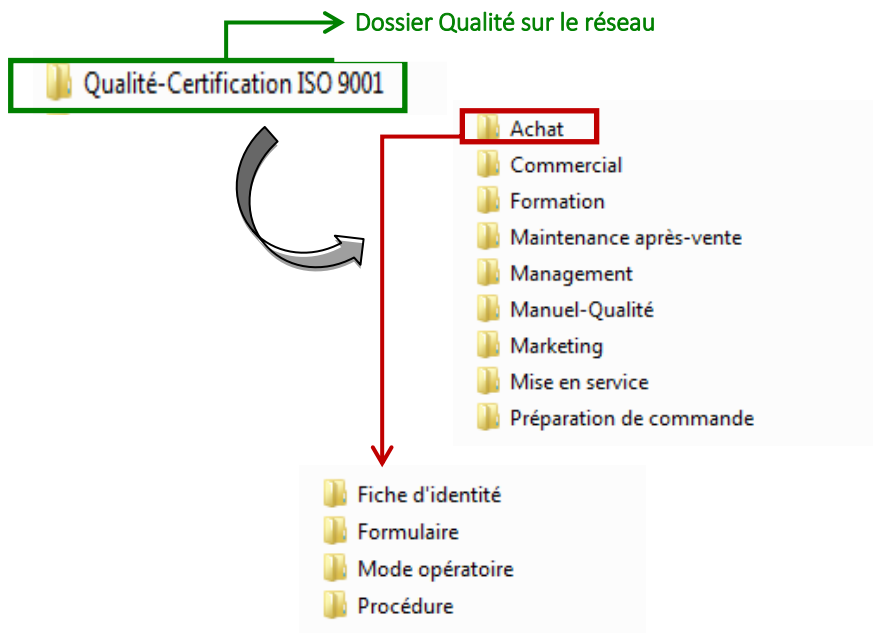 Dossier Qualité sur le réseau
Qualité-Certification ISO 9001
Achat
Commercial
Formation
Maintenance après-vente
Management
Manuel-Qualité
Marketing
Mise en service
Préparation de commande
Fiche d'identité
Formulaire
Mode opératoire
Procédure